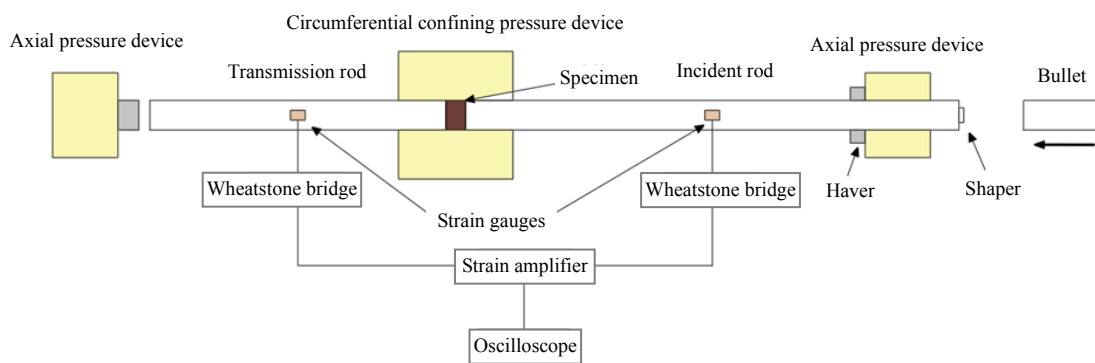 Circumferential confining pressure device
Axial pressure device
Axial pressure device
Transmission rod
Specimen
Incident rod
Bullet
Wheatstone bridge
Strain gauges
Wheatstone bridge
Haver
Shaper
Strain amplifier
Oscilloscope